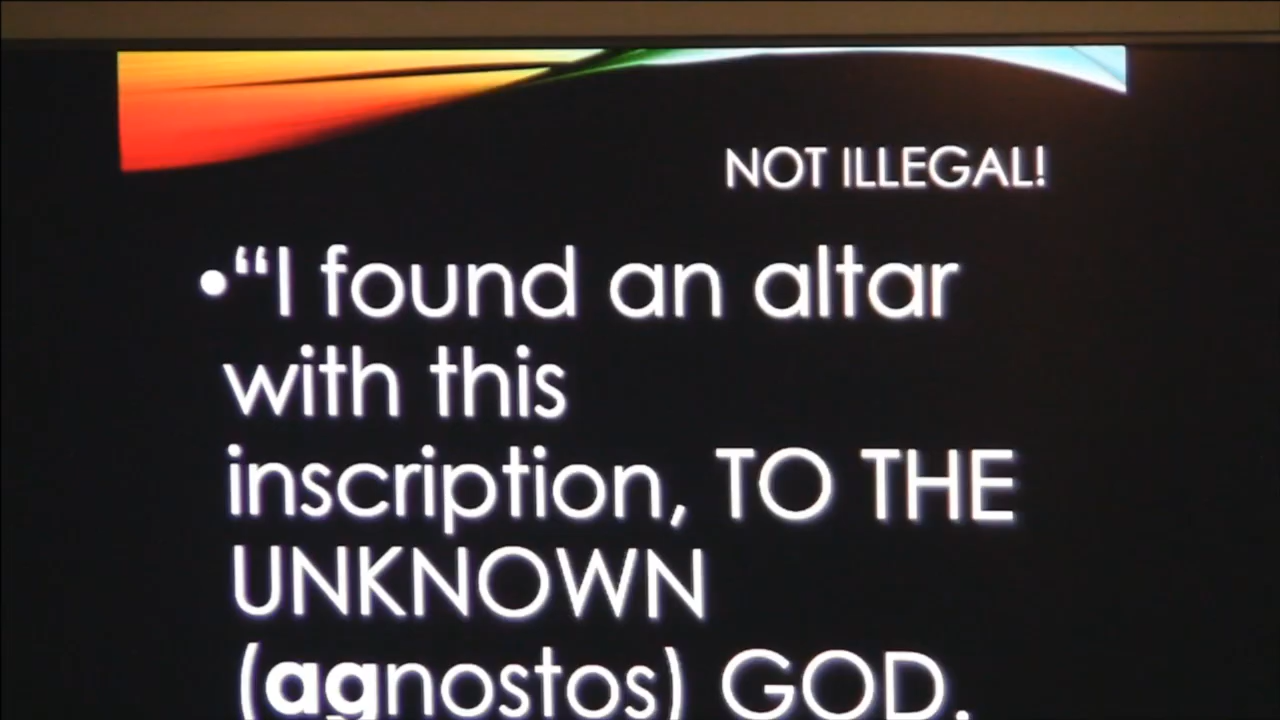 NOT ILLEGAL!
•“I found an altar
with this
inscription, TO THE
UNKNOWN
(agnostos) GOD.